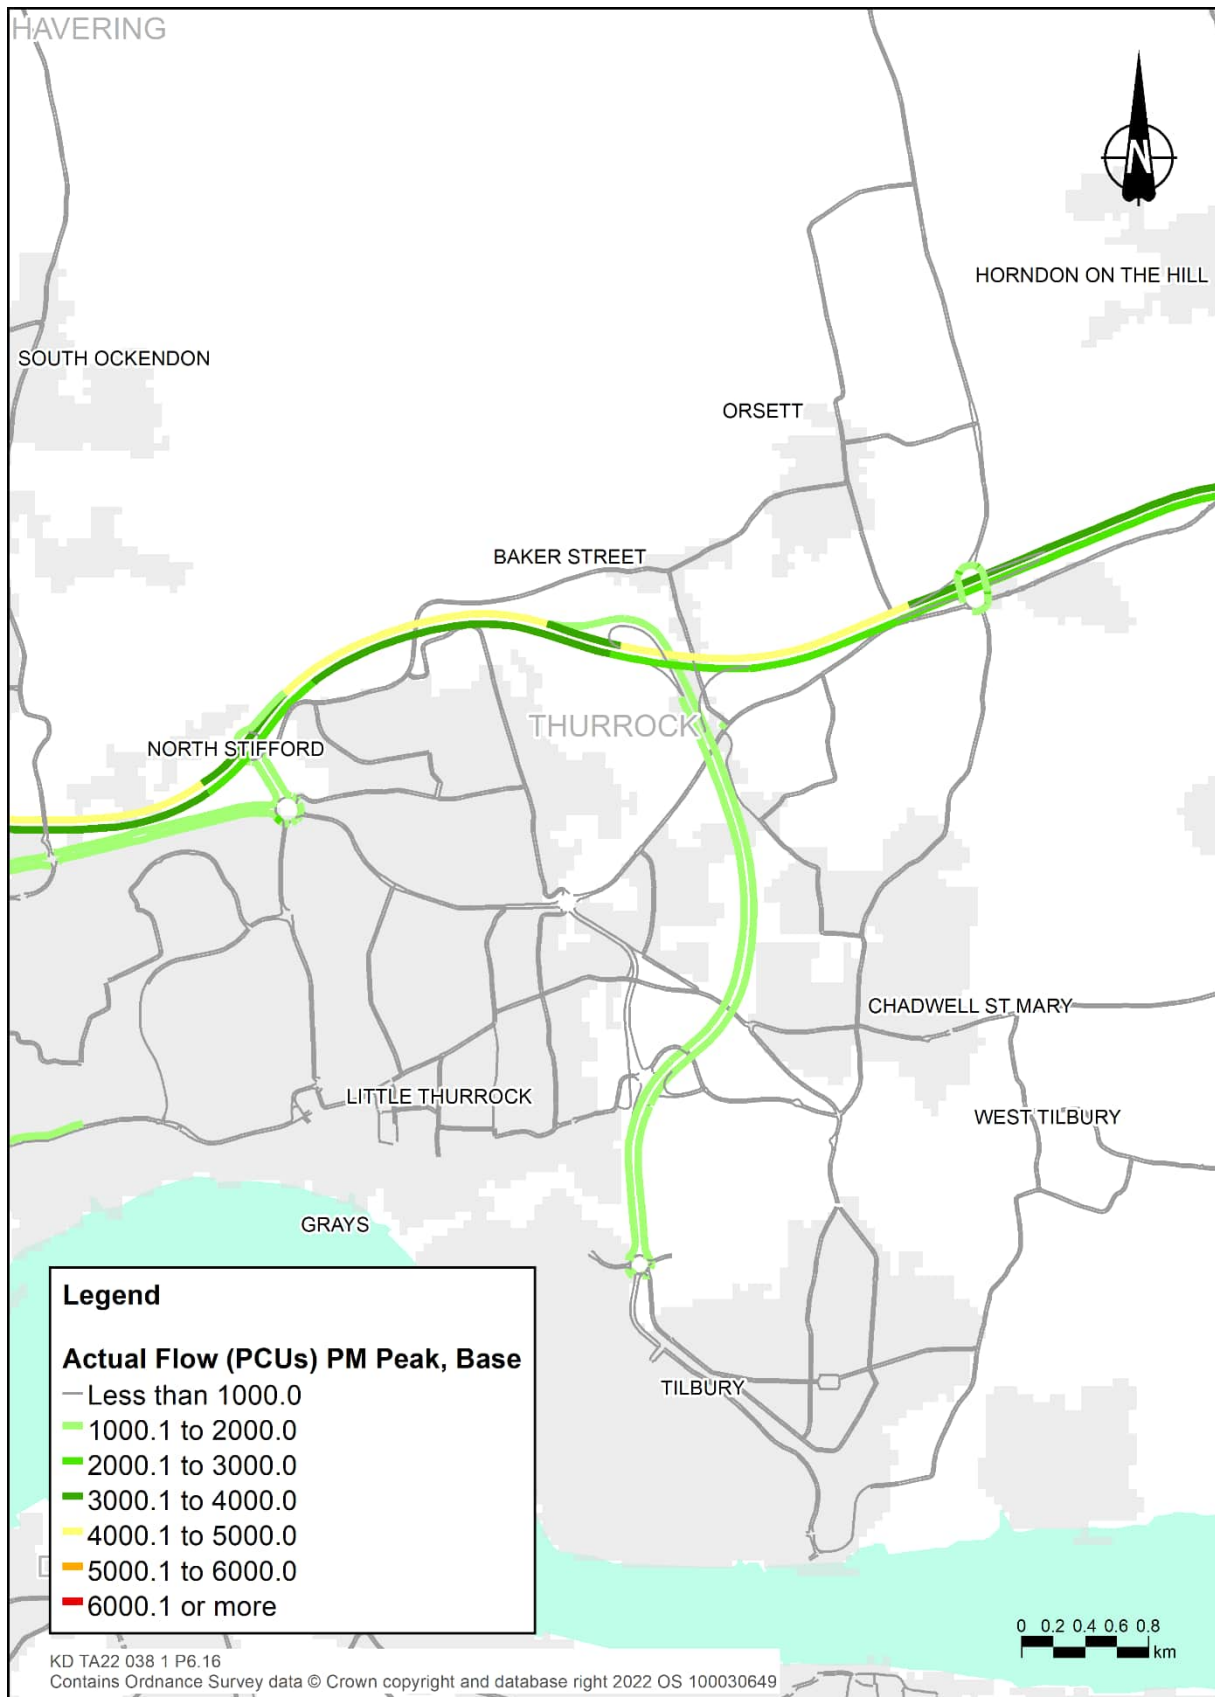 HAVERING
N
HORNDON ON THE HILL
SOUTH OCKENDON
ORSETT
BAKER STREET
THURROCK
NORTH STIFFORD
CHADWELL ST MARY
LITTLE THURROCK
WEST TILBURY
GRAYS
TILBURY
Legend
Actual Flow (PCUs) PM Peak, Base
Less than 1000.0
1000.1 to 2000.0
2000.1 to 3000.0
3000.1 to 4000.0
4000.1 to 5000.0
5000.1 to 6000.0
6000.1 or more
0 0.2 0.4 0.6 0.8
km
KD TA22 038 1 P6.16
Contains Ordnance Survey data © Crown copyright and database right 2022 OS 100030649